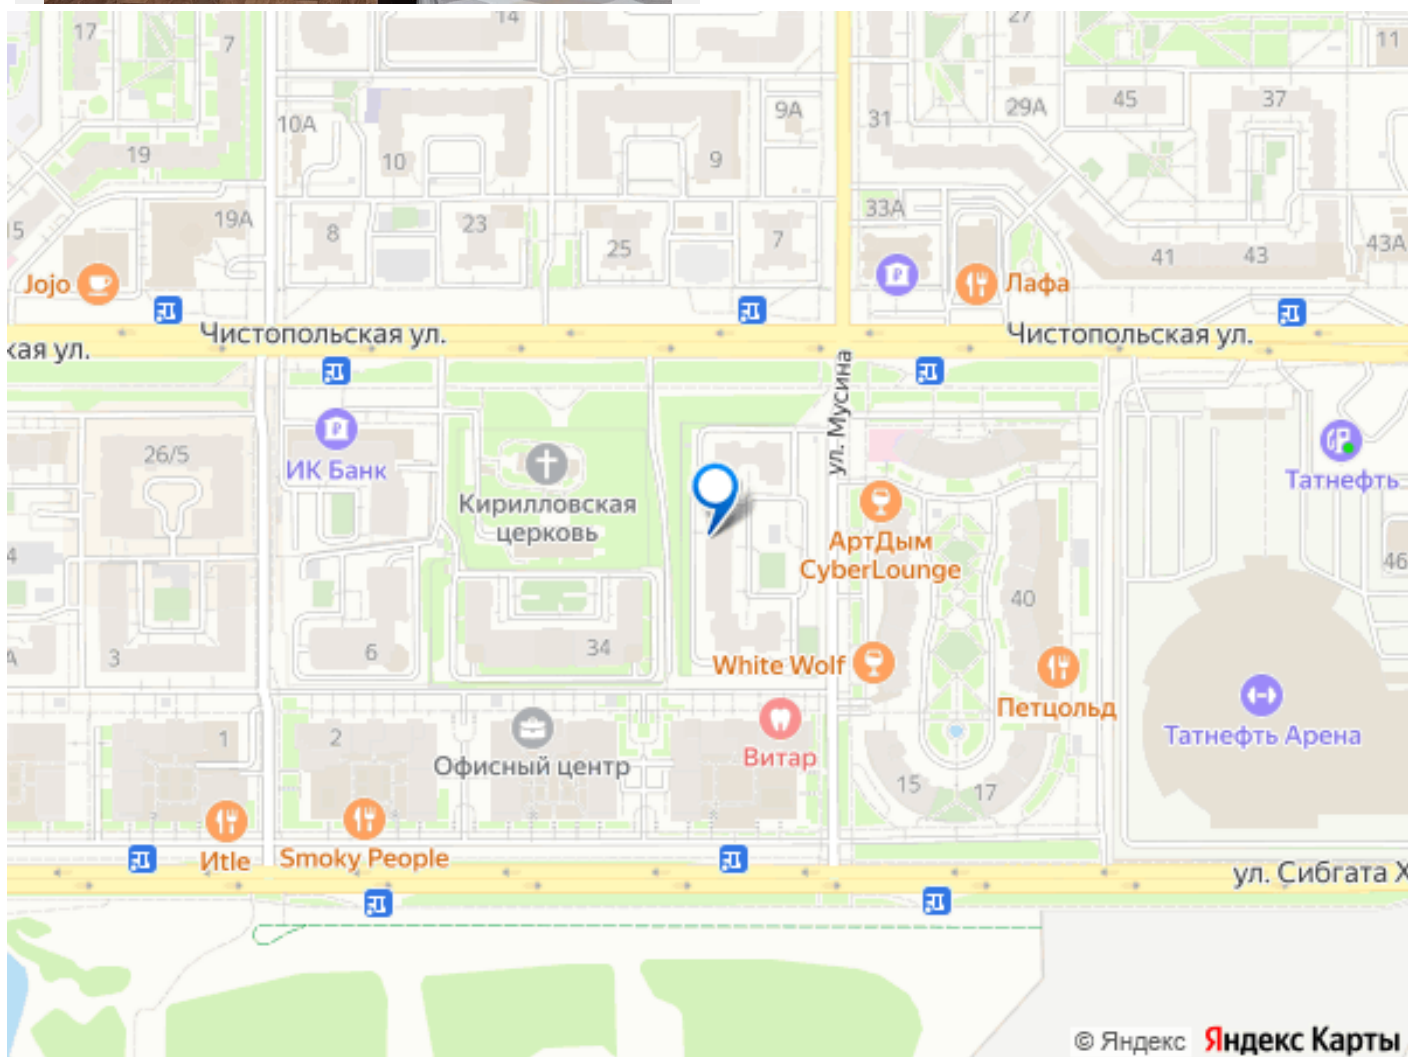 14
27
17
7
11
9А
45
37
29А
31
10А
19
10
9
33А
19А
15
8
23
25
7
43А
41
43
Jojo
Лафа
Чистопольская ул.
Чистопольская ул.
кая ул.
ул. Мусина
26/5
ИК Банк
Кирилловская
церковь
Татнефть
АртДым
CyberLounge
4
46
40
А
3
6
34
White Wolf
Петцольд
1
2
Офисный центр
Витар
Татнефть Арена
15
17
Итle
Smoky People
ул. Сибгата Х
© Яндекс Яндекс Карты